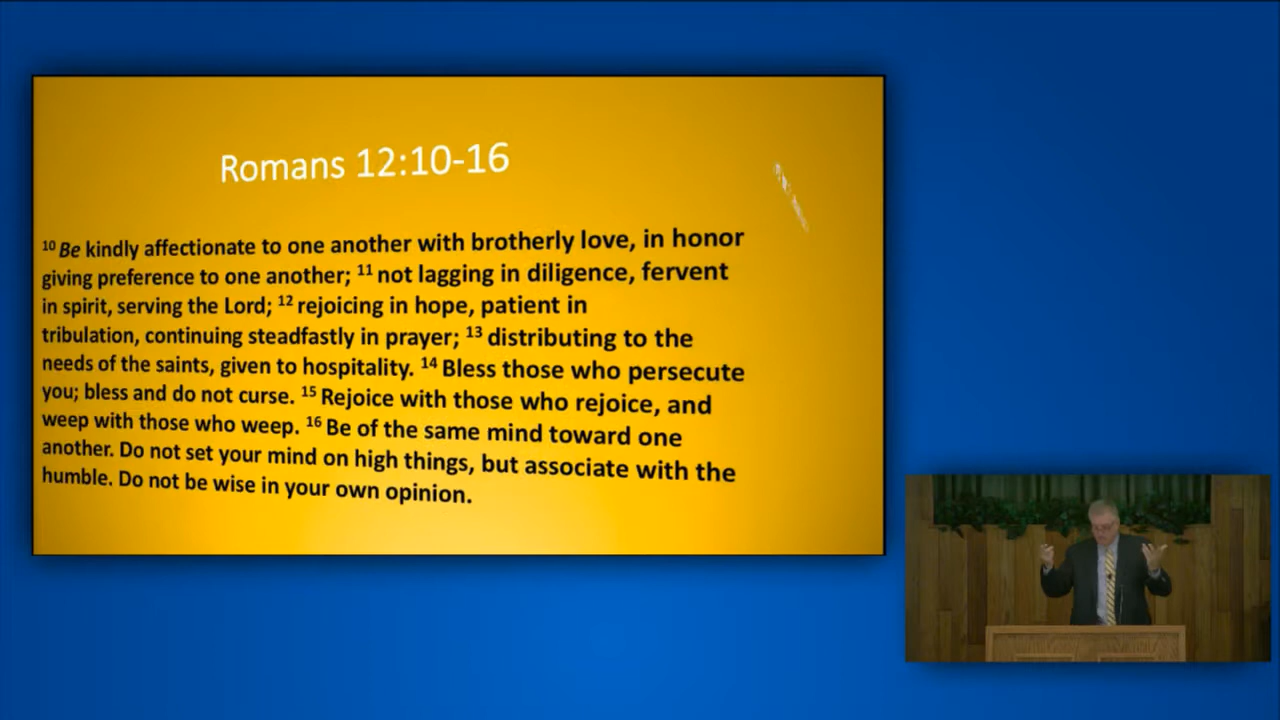 Romans 12:10-16
10 Be kindly affectionate to one another with brotherly love, in honor
giving preference to one another; 11 not lagging in diligence, fervent
in spirit, serving the Lord; 12 rejoicing in hope, patient in
tribulation, continuing steadfastly in prayer; 13 distributing to the
needs of the saints, given to hospitality. 14 Bless those who persecute
you; bless and do not curse. 15 Rejoice with those who rejoice, and
weep with those who weep. 16 Be of the same mind toward one
another. Do not set your mind on high things, but associate with the
humble. Do not be wise in your own opinion.